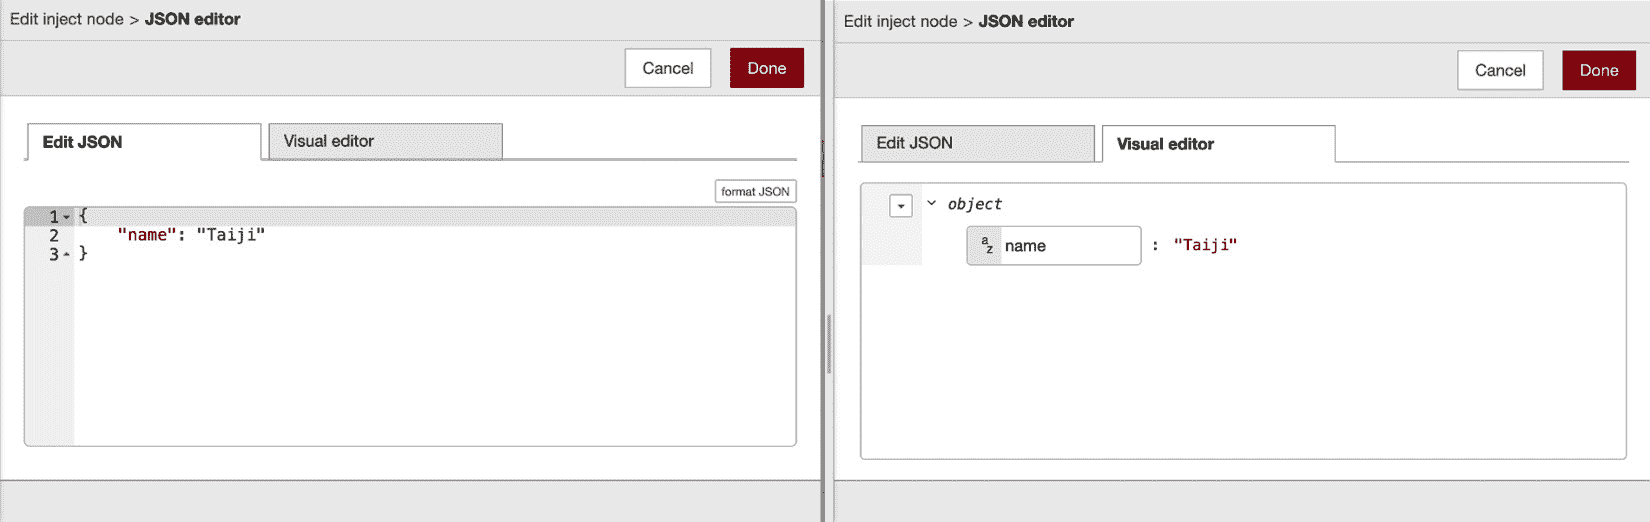 Edit inject node > JSON editor
Cancel
Done
Edit JSON
Visual editor
format JSON
1 {
2 "name": "Taiji"
3 }
Edit inject node > JSON editor
Cancel
Done
Edit JSON
Visual editor
object
az name : "Taiji"